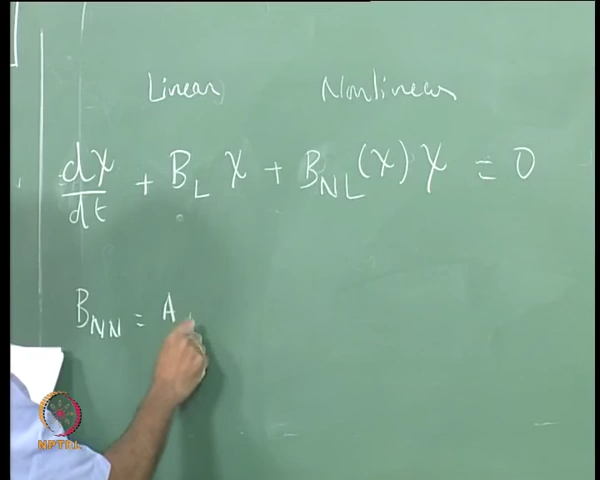 Linear Nonlinear
dχ/dt + B_L χ + B_NL(χ) χ = 0
B_NN = A
NPTEL